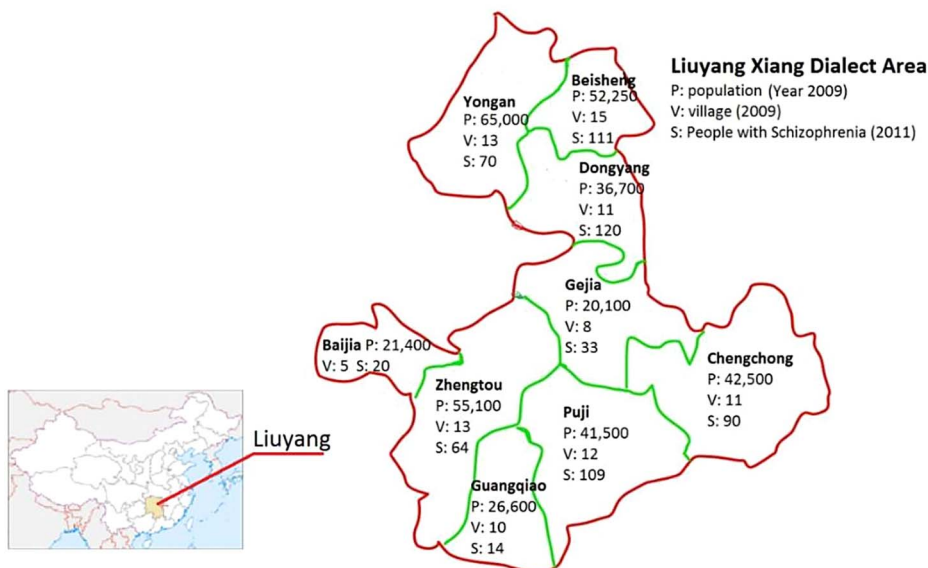 Liuyang Xiang Dialect Area
P: population (Year 2009)
V: village (2009)
S: People with Schizophrenia (2011)
Beisheng
P: 52,250
V: 15
S: 111
Yongan
P: 65,000
V: 13
S: 70
Dongyang
P: 36,700
V: 11
S: 120
Gejia
P: 20,100
V: 8
S: 33
Baijia P: 21,400
V: 5 S: 20
Chengchong
P: 42,500
V: 11
S: 90
Zhengtou
P: 55,100
V: 13
S: 64
Puji
P: 41,500
V: 12
S: 109
Guangqiao
P: 26,600
V: 10
S: 14
Liuyang